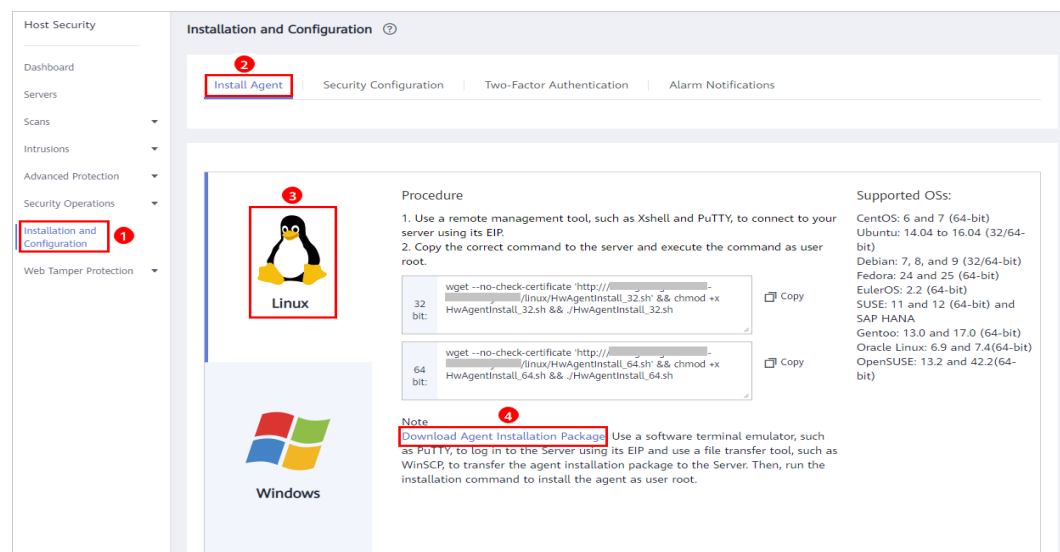 Host Security
Dashboard
Servers
Scans
Intrusions
Advanced Protection
Security Operations
Installation and
Configuration
1
Web Tamper Protection
Installation and Configuration ?
2
Install Agent Security Configuration Two-Factor Authentication Alarm Notifications
3
Linux
Windows
Procedure
1. Use a remote management tool, such as Xshell and PuTTY, to connect to your
server using its EIP.
2. Copy the correct command to the server and execute the command as user
root.
32
bit:
wget --no-check-certificate 'http://
/linux/HwAgentInstall_32.sh' && chmod +x
HwAgentInstall_32.sh && ./HwAgentInstall_32.sh
Copy
64
bit:
wget --no-check-certificate 'http://
/linux/HwAgentInstall_64.sh' && chmod +x
HwAgentInstall_64.sh && ./HwAgentInstall_64.sh
Copy
Note
4
Download Agent Installation Package Use a software terminal emulator, such
as PuTTY, to log in to the Server using its EIP and use a file transfer tool, such as
WinSCP, to transfer the agent installation package to the Server. Then, run the
installation command to install the agent as user root.
Supported OSs:
CentOS: 6 and 7 (64-bit)
Ubuntu: 14.04 to 16.04 (32/64-
bit)
Debian: 7, 8, and 9 (32/64-bit)
Fedora: 24 and 25 (64-bit)
EulerOS: 2.2 (64-bit)
SUSE: 11 and 12 (64-bit) and
SAP HANA
Gentoo: 13.0 and 17.0 (64-bit)
Oracle Linux: 6.9 and 7.4(64-bit)
OpenSUSE: 13.2 and 42.2(64-
bit)